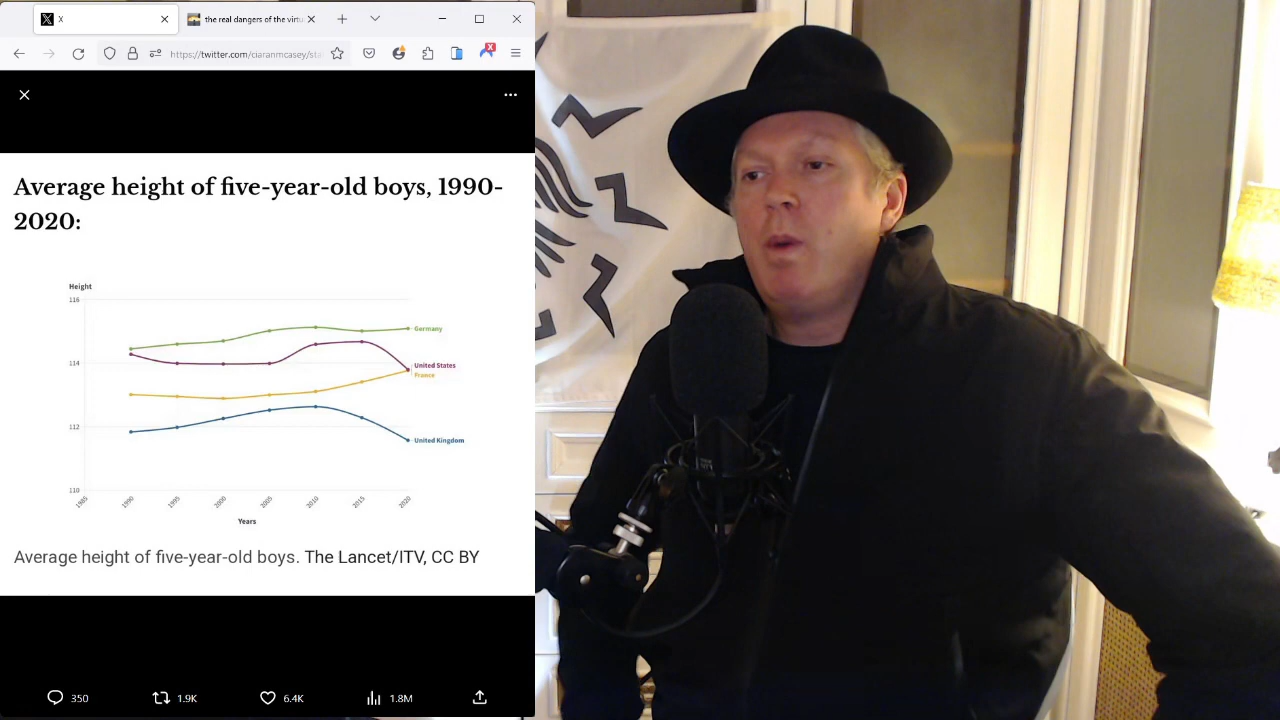 X
the real dangers of the virtu
https://twitter.com/ciaranmcasey/sta
X
Average height of five-year-old boys, 1990-
2020:
Height
116
114
112
110
Germany
United States
France
United Kingdom
1985
1990
1995
2000
2005
2010
2015
2020
Years
Average height of five-year-old boys. The Lancet/ITV, CC BY
350
1.9K
6.4K
1.8M